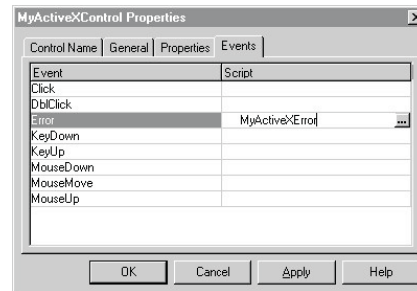 MyActiveXControl Properties
Control Name General Properties Events
Event Script
Click
DblClick
Error MyActiveXError ...
KeyDown
KeyUp
MouseDown
MouseMove
MouseUp
OK Cancel Apply Help